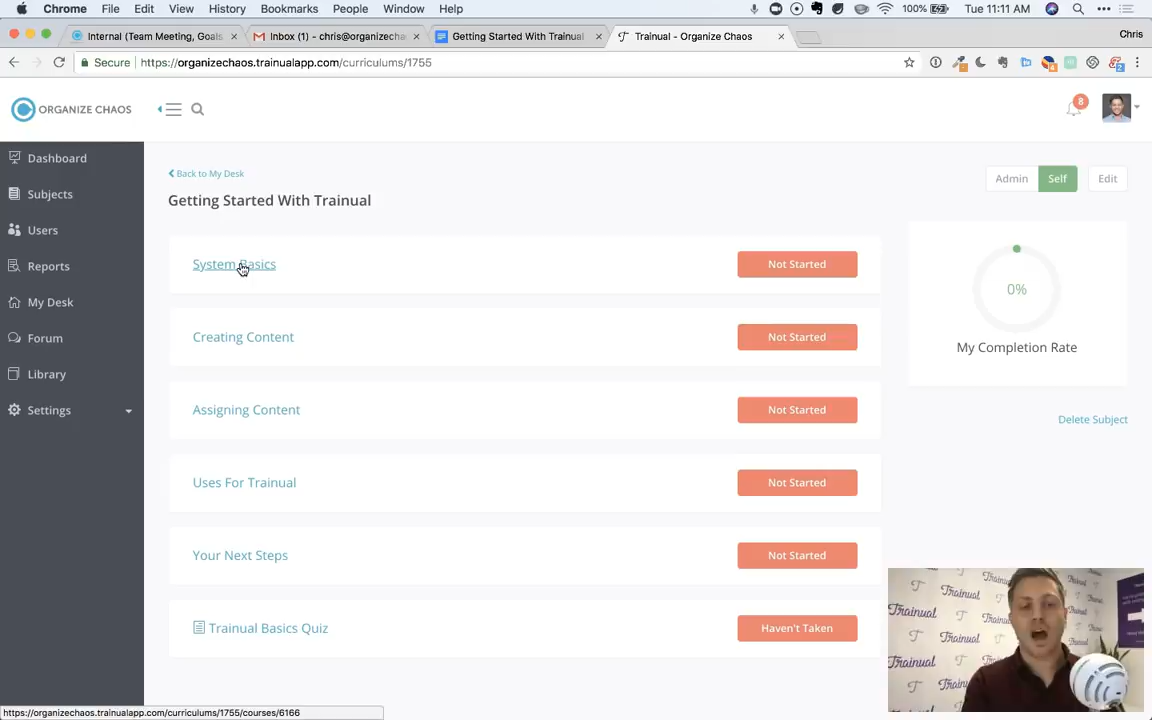 Chrome File Edit View History Bookmarks People Window Help 100% Tue 11:11 AM
Internal (Team Meeting, Goals Inbox (1) - chris@organizecha Getting Started With Trainual Trainual - Organize Chaos Chris
Secure https://organizechaos.trainualapp.com/curriculums/1755
ORGANIZE CHAOS 8
Dashboard
Subjects
Users
Reports
My Desk
Forum
Library
Settings
Back to My Desk
Getting Started With Trainual
Admin Self Edit
System Basics Not Started
Creating Content Not Started
Assigning Content Not Started
Uses For Trainual Not Started
Your Next Steps Not Started
Trainual Basics Quiz Haven't Taken
0%
My Completion Rate
Delete Subject
Trainual
Trainual
Trainual
Trainual
Trainual
https://organizechaos.trainualapp.com/curriculums/1755/courses/6166